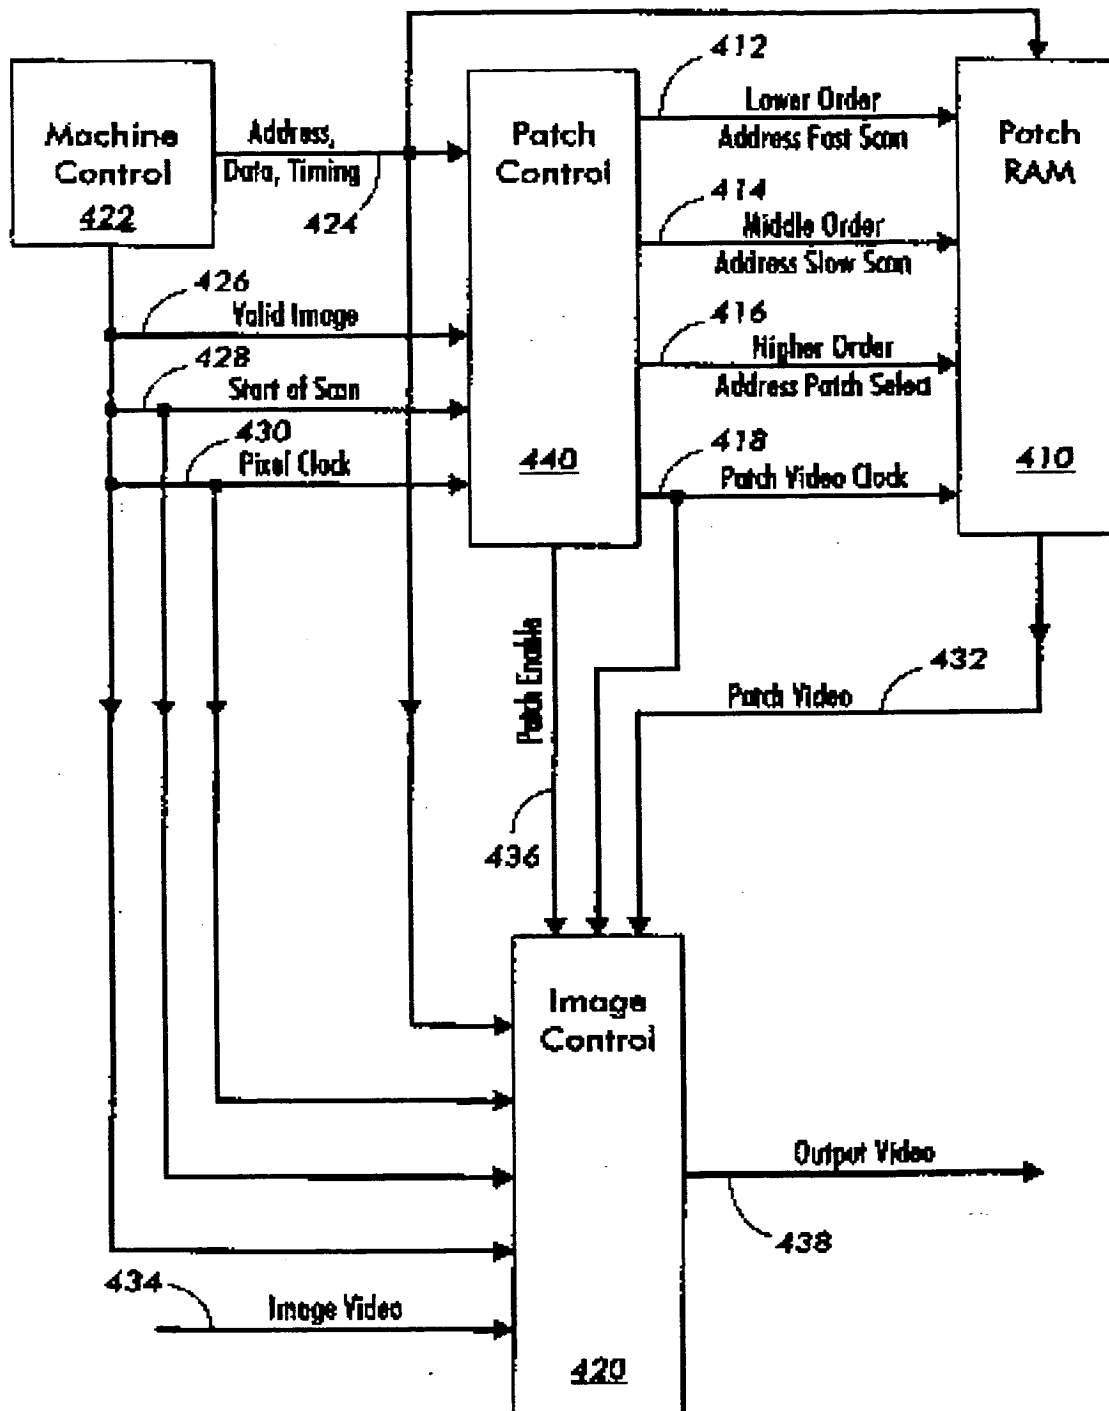 Machine
Control
422
Address,
Data, Timing
424
Patch
Control
440
412
Lower Order
Address Fast Scan
414
Middle Order
Address Slow Scan
416
Higher Order
Address Patch Select
418
Patch Video Clock
Patch
RAM
410
426
Valid Image
428
Start of Scan
430
Pixel Clock
Patch Enable
436
432
Patch Video
Image
Control
420
Output Video
438
434
Image Video